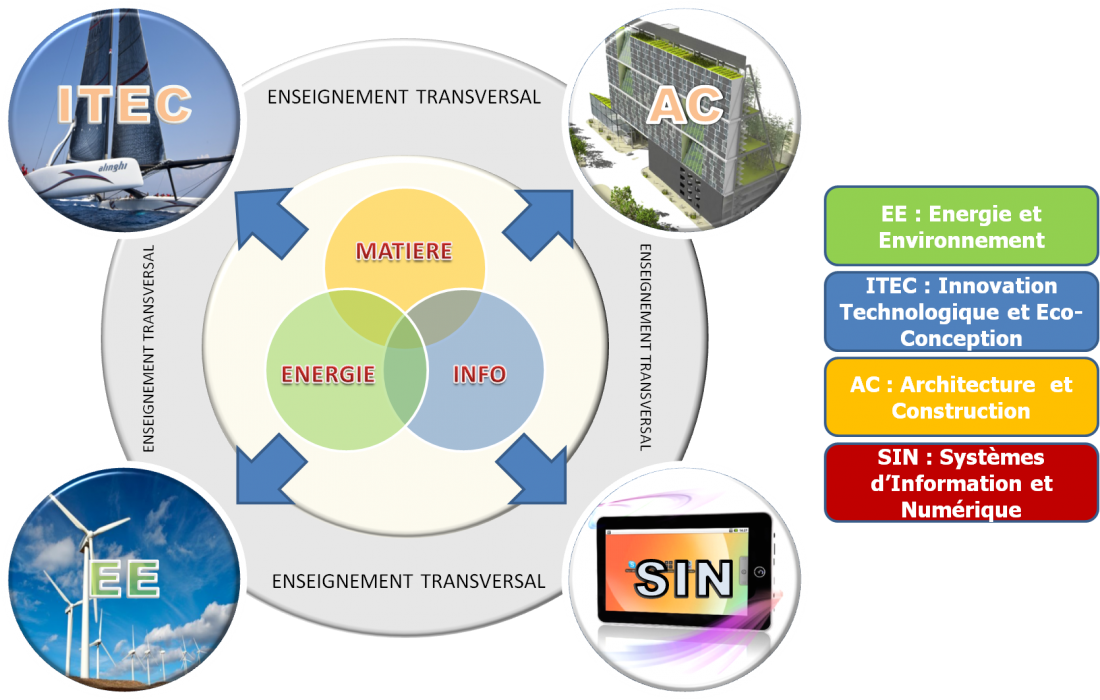 ITEC
alinghi
AC
ENSEIGNEMENT TRANSVERSAL
ENSEIGNEMENT TRANSVERSAL
ENSEIGNEMENT TRANSVERSAL
MATIERE
ENERGIE
INFO
ENSEIGNEMENT TRANSVERSAL
EE
SIN
EE : Energie et
Environnement
ITEC : Innovation
Technologique et Eco-
Conception
AC : Architecture et
Construction
SIN : Systèmes
d’Information et
Numérique